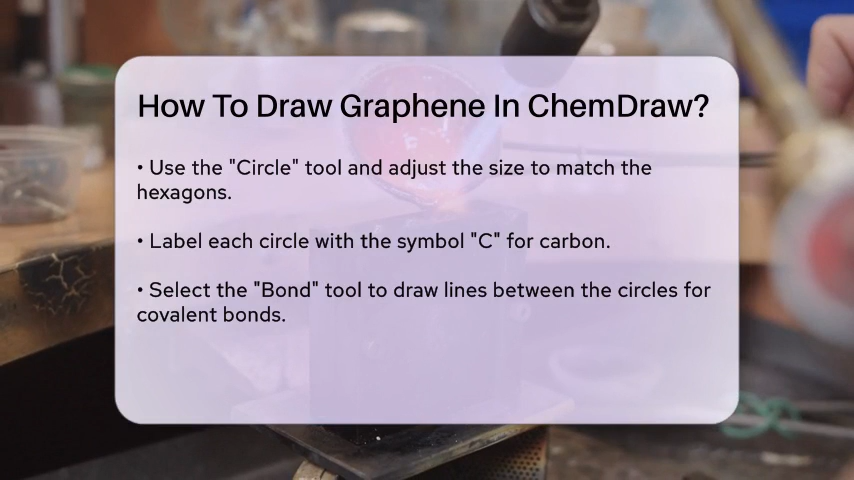 How To Draw Graphene In ChemDraw?
• Use the "Circle" tool and adjust the size to match the
hexagons.
• Label each circle with the symbol "C" for carbon.
• Select the "Bond" tool to draw lines between the circles for
covalent bonds.